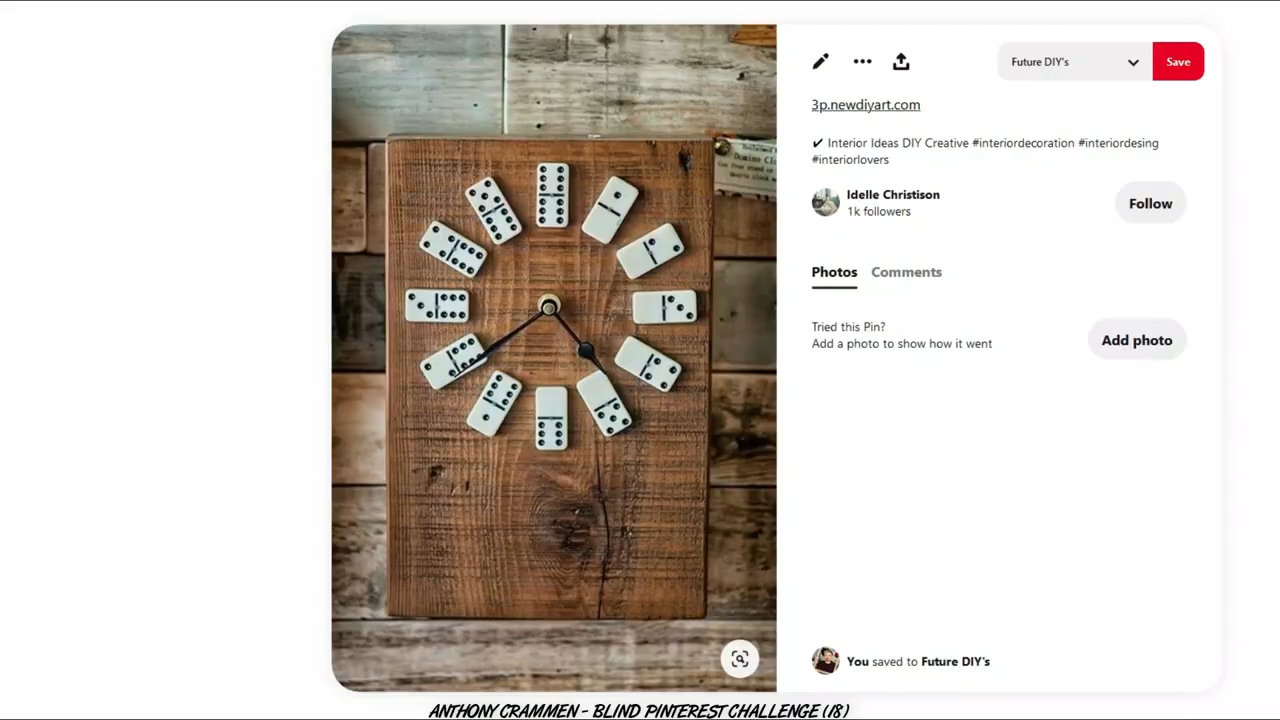 Future DIY's
Save
3p.newdiyart.com
✔ Interior Ideas DIY Creative #interiordecoration #interiordesing
#interiorlovers
Idelle Christison
1k followers
Follow
Photos
Comments
Tried this Pin?
Add a photo to show how it went
Add photo
You saved to Future DIY's
Domino Clo
ANTHONY CRAMMEN - BLIND PINTEREST CHALLENGE (18)